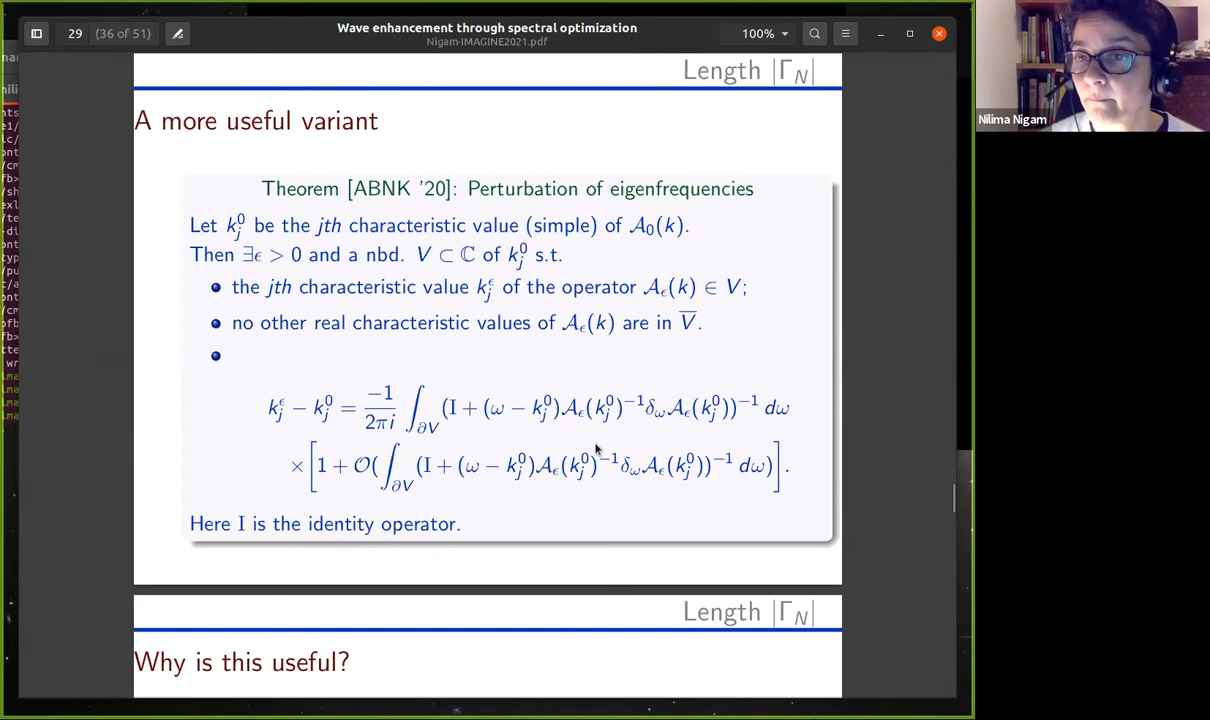 Wave enhancement through spectral optimization
Nigam-IMAGINE2021.pdf
29 (36 of 51)
100%
Length |Γ_N|
A more useful variant
Theorem [ABNK '20]: Perturbation of eigenfrequencies
Let k_j^0 be the jth characteristic value (simple) of 𝒜_0(k).
Then ∃ϵ > 0 and a nbd. V ⊂ ℂ of k_j^0 s.t.
the jth characteristic value k_j^ϵ of the operator 𝒜_ϵ(k) ∈ V;
no other real characteristic values of 𝒜_ϵ(k) are in V̅.
k_j^ϵ − k_j^0 = −1/2πi ∫_∂V (I + (ω − k_j^0)𝒜_ϵ(k_j^0)^−1 δ_ω 𝒜_ϵ(k_j^0))^−1 dω
× [1 + 𝒪(∫_∂V (I + (ω − k_j^0)𝒜_ϵ(k_j^0)^−1 δ_ω 𝒜_ϵ(k_j^0))^−1 dω)].
Here I is the identity operator.
Length |Γ_N|
Why is this useful?
Nilima Nigam